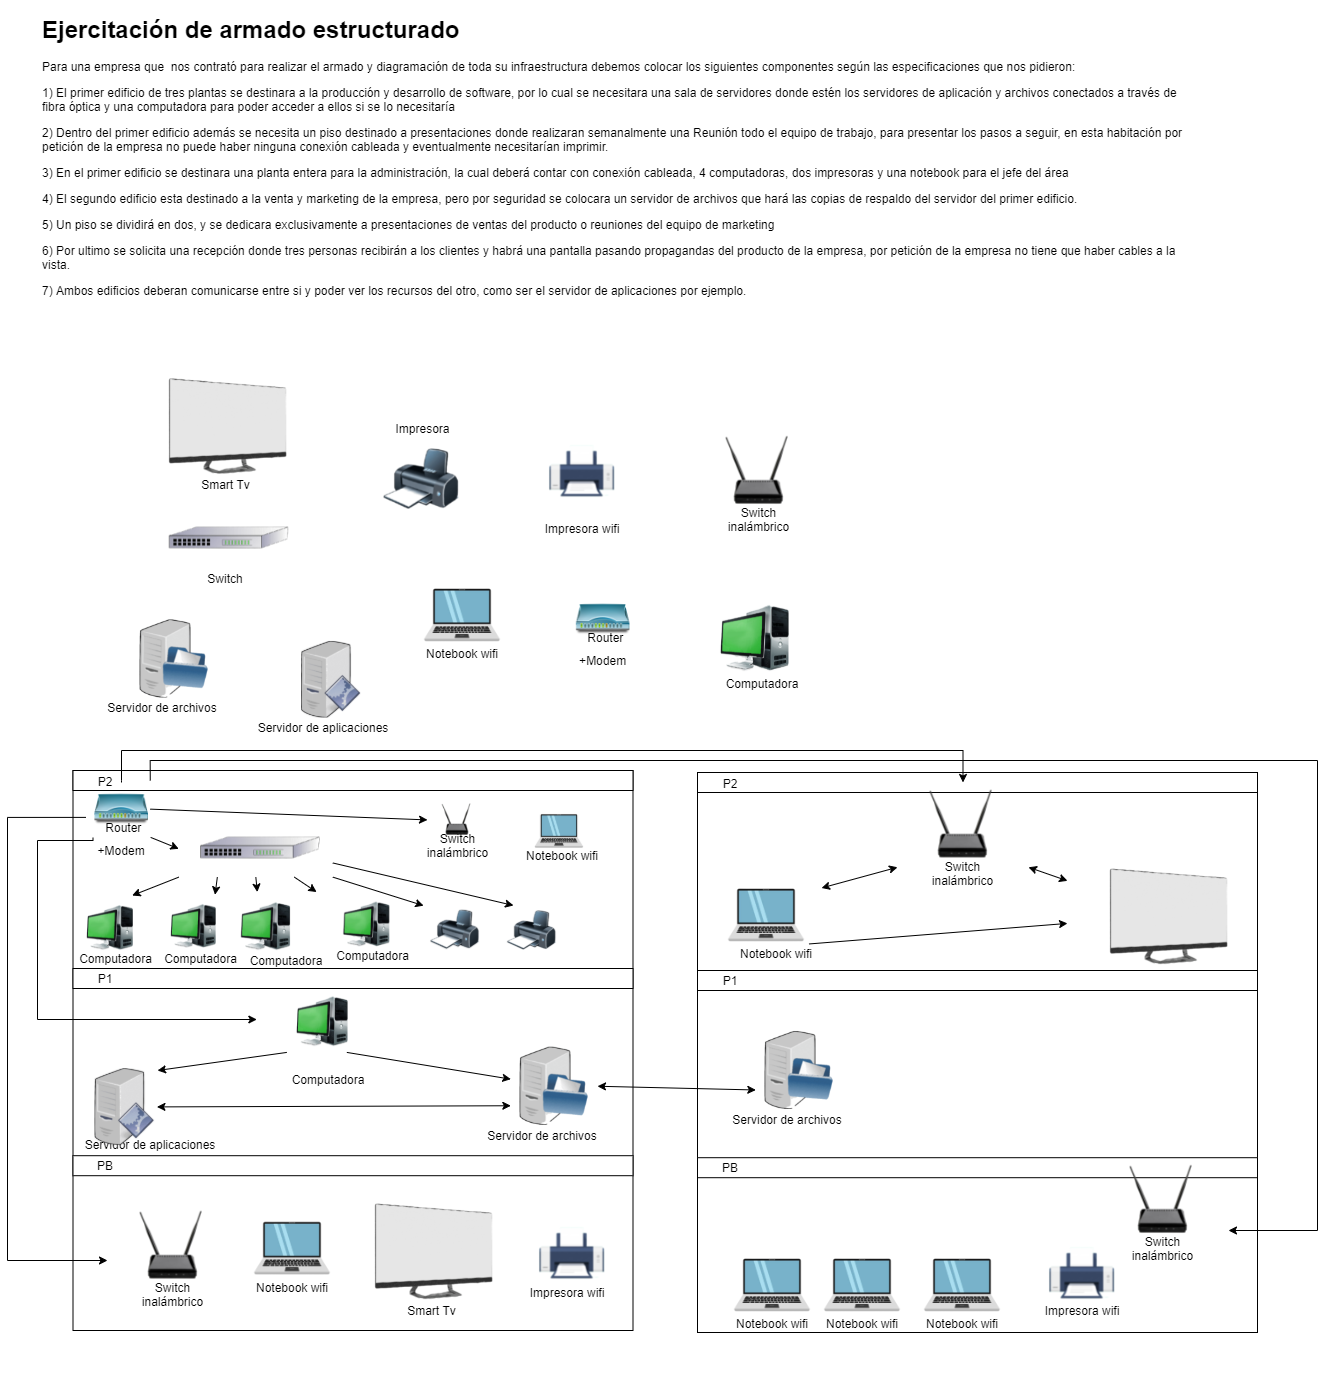 Ejercitación de armado estructurado
Para una empresa que  nos contrató para realizar el armado y diagramación de toda su infraestructura debemos colocar los siguientes componentes según las especificaciones que nos pidieron:
1) El primer edificio de tres plantas se destinara a la producción y desarrollo de software, por lo cual se necesitara una sala de servidores donde estén los servidores de aplicación y archivos conectados a través de
fibra óptica y una computadora para poder acceder a ellos si se lo necesitaría
2) Dentro del primer edificio además se necesita un piso destinado a presentaciones donde realizaran semanalmente una Reunión todo el equipo de trabajo, para presentar los pasos a seguir, en esta habitación por
petición de la empresa no puede haber ninguna conexión cableada y eventualmente necesitarían imprimir.
3) En el primer edificio se destinara una planta entera para la administración, la cual deberá contar con conexión cableada, 4 computadoras, dos impresoras y una notebook para el jefe del área
4) El segundo edificio esta destinado a la venta y marketing de la empresa, pero por seguridad se colocara un servidor de archivos que hará las copias de respaldo del servidor del primer edificio.
5) Un piso se dividirá en dos, y se dedicara exclusivamente a presentaciones de ventas del producto o reuniones del equipo de marketing
6) Por ultimo se solicita una recepción donde tres personas recibirán a los clientes y habrá una pantalla pasando propagandas del producto de la empresa, por petición de la empresa no tiene que haber cables a la
vista.
7) Ambos edificios deberan comunicarse entre si y poder ver los recursos del otro, como ser el servidor de aplicaciones por ejemplo.
Smart Tv
Impresora
Impresora wifi
Switch
inalámbrico
Switch
Notebook wifi
Router
+Modem
Computadora
Servidor de archivos
Servidor de aplicaciones
P2
Router
+Modem
Switch
inalámbrico
Notebook wifi
Computadora
Computadora
Computadora
Computadora
P1
Computadora
Servidor de aplicaciones
Servidor de archivos
PB
Switch
inalámbrico
Notebook wifi
Smart Tv
Impresora wifi
P2
Switch
inalámbrico
Notebook wifi
P1
Servidor de archivos
PB
Switch
inalámbrico
Notebook wifi
Notebook wifi
Notebook wifi
Impresora wifi